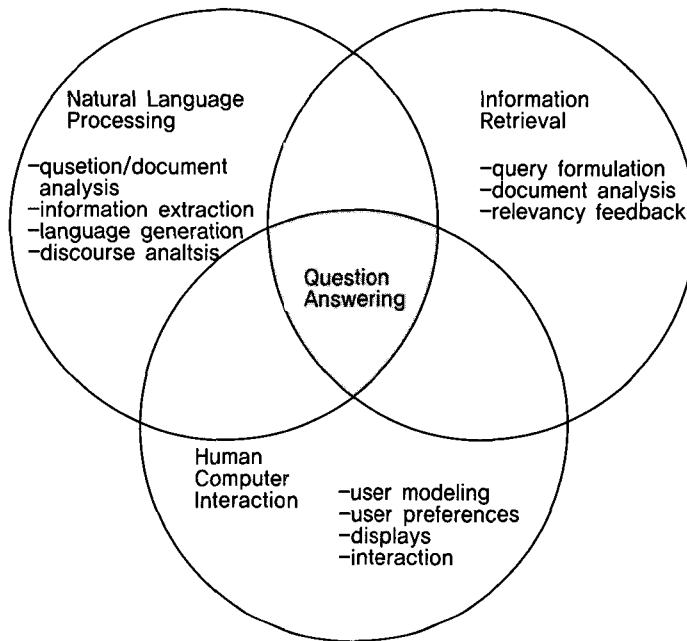 Natural Language
Processing
-qusetion/document
analysis
-information extraction
-language generation
-discourse analtsis
Information
Retrieval
-query formulation
-document analysis
-relevancy feedback
Question
Answering
Human
Computer
Interaction
-user modeling
-user preferences
-displays
-interaction